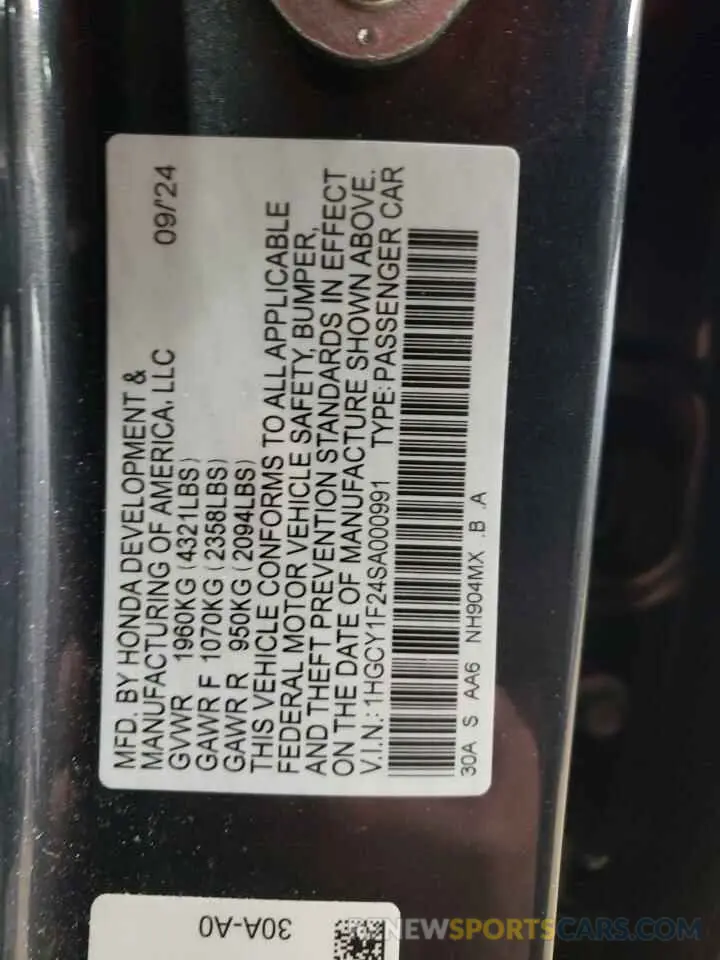 MFD. BY HONDA DEVELOPMENT &
MANUFACTURING OF AMERICA, LLC 09/'24
GVWR 1960KG (4321LBS)
GAWR F 1070KG (2358LBS)
GAWR R 950KG (2094LBS)
THIS VEHICLE CONFORMS TO ALL APPLICABLE
FEDERAL MOTOR VEHICLE SAFETY, BUMPER,
AND THEFT PREVENTION STANDARDS IN EFFECT
ON THE DATE OF MANUFACTURE SHOWN ABOVE.
V.I.N.: 1HGCY1F24SA000991 TYPE: PASSENGER CAR
30A S AA6 NH904MX .B .A
30A-A0
NEWSPORTSCARS.COM